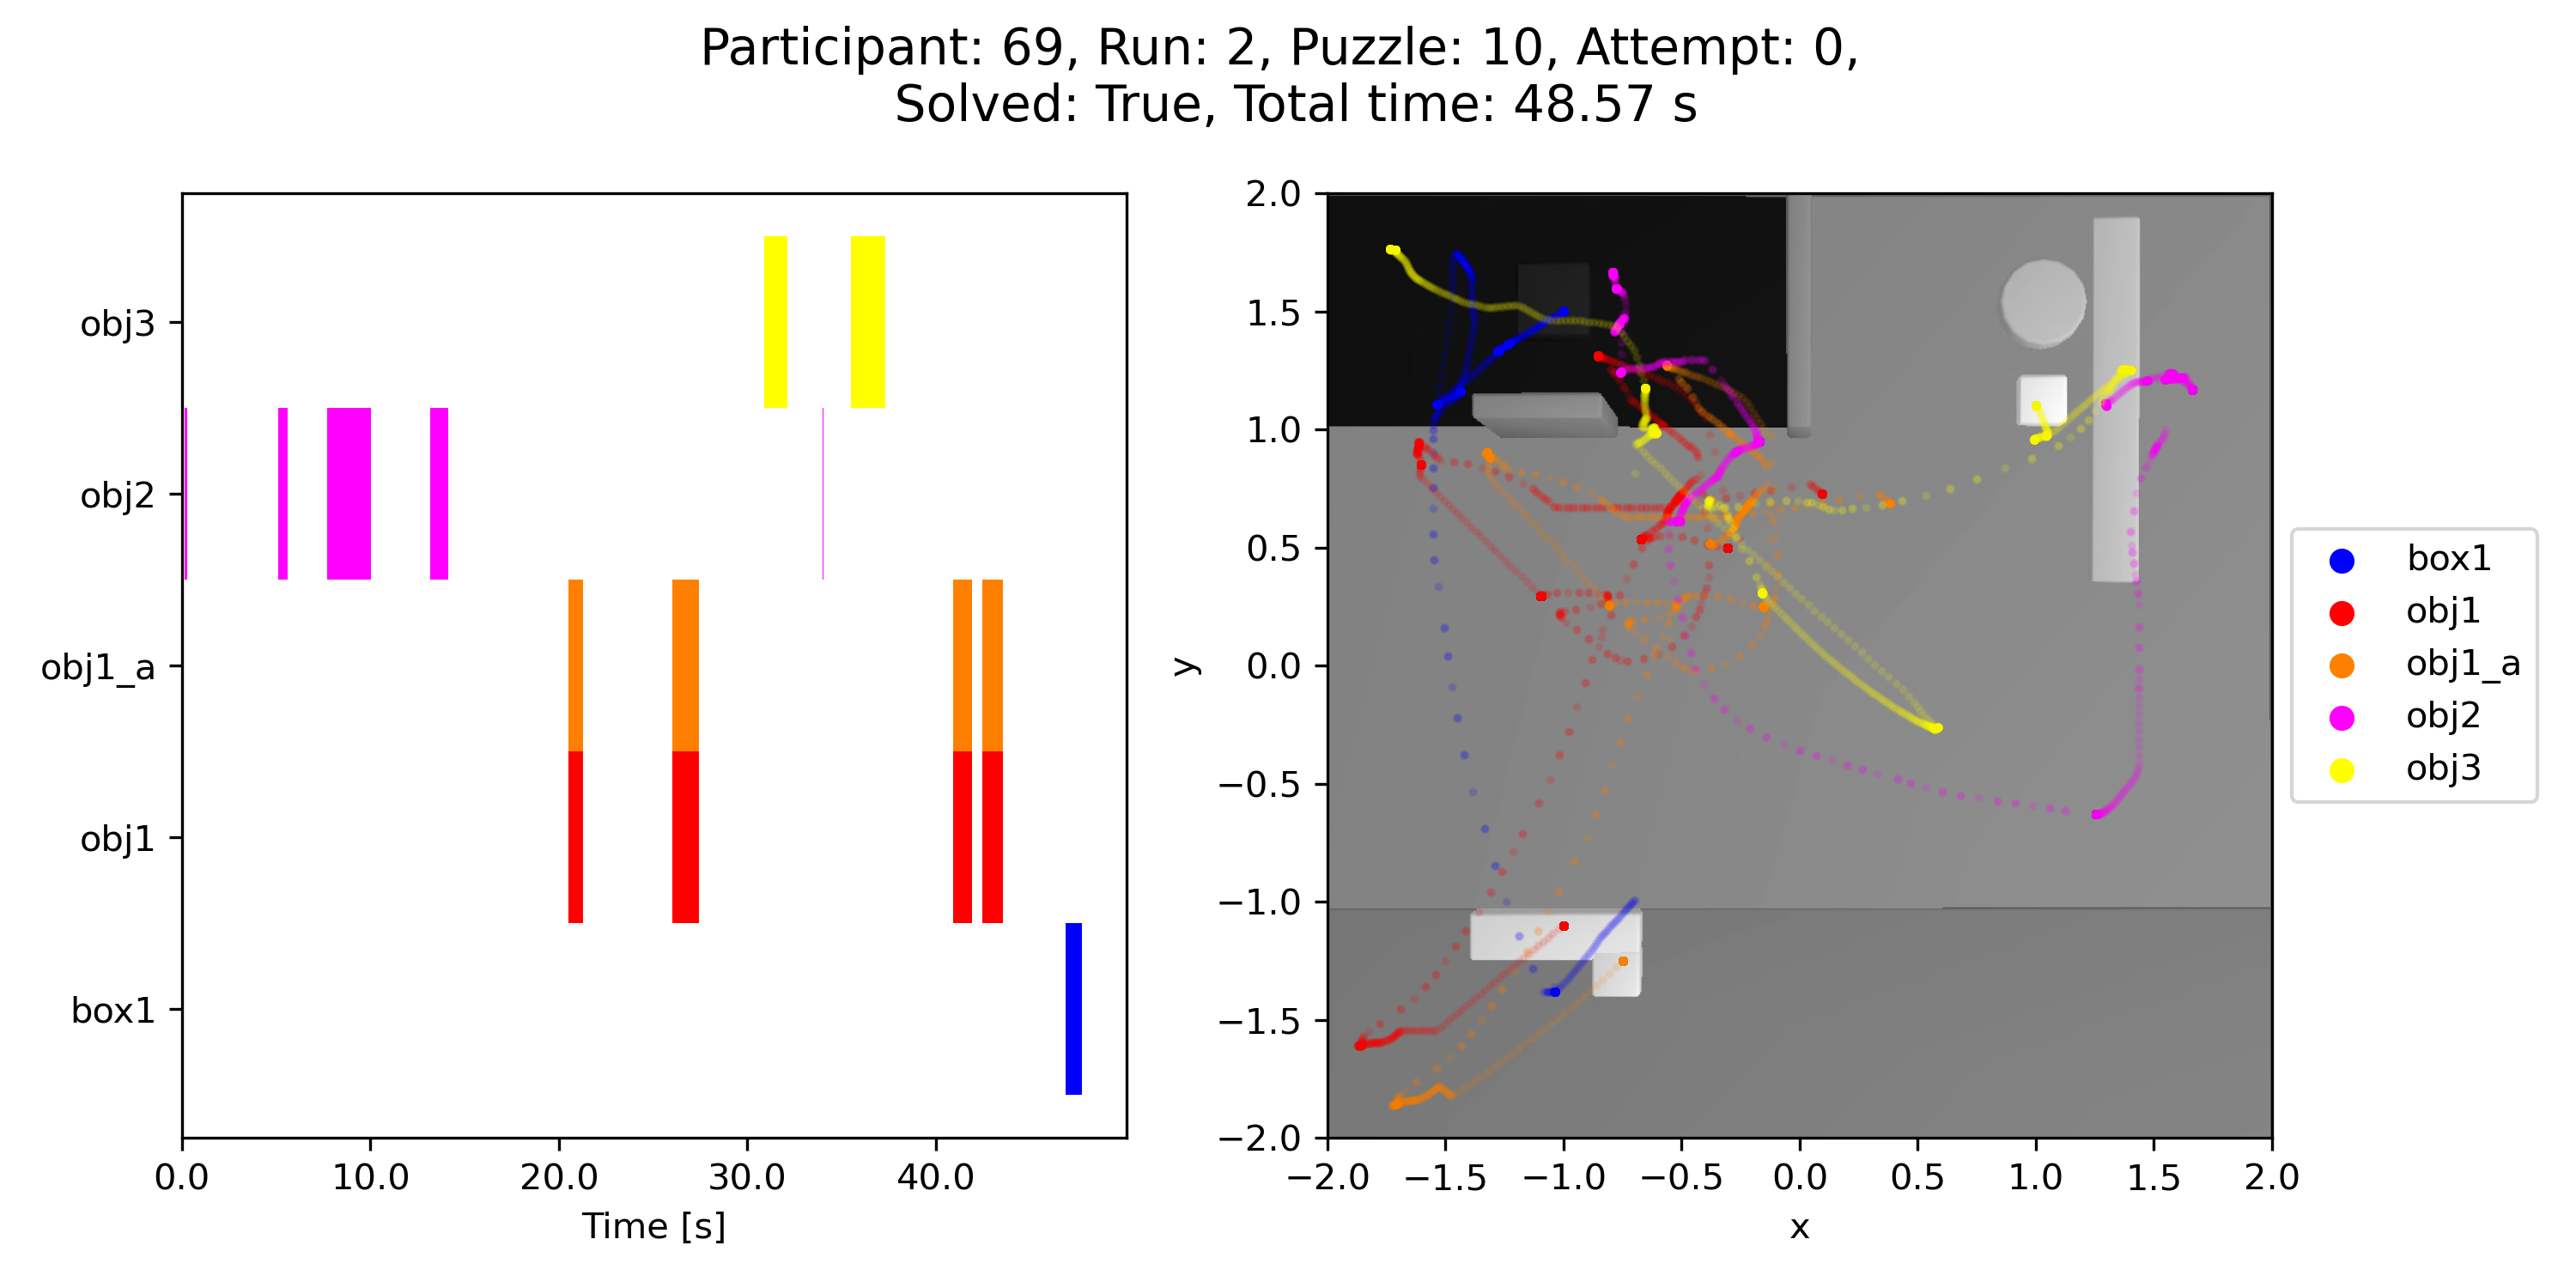 Participant: 69, Run: 2, Puzzle: 10, Attempt: 0,
Solved: True, Total time: 48.57 s
obj3
obj2
obj1_a
obj1
box1
0.0 10.0 20.0 30.0 40.0
Time [s]
2.0
1.5
1.0
0.5
0.0
−0.5
−1.0
−1.5
−2.0
y
−2.0 −1.5 −1.0 −0.5 0.0 0.5 1.0 1.5 2.0
x
box1
obj1
obj1_a
obj2
obj3